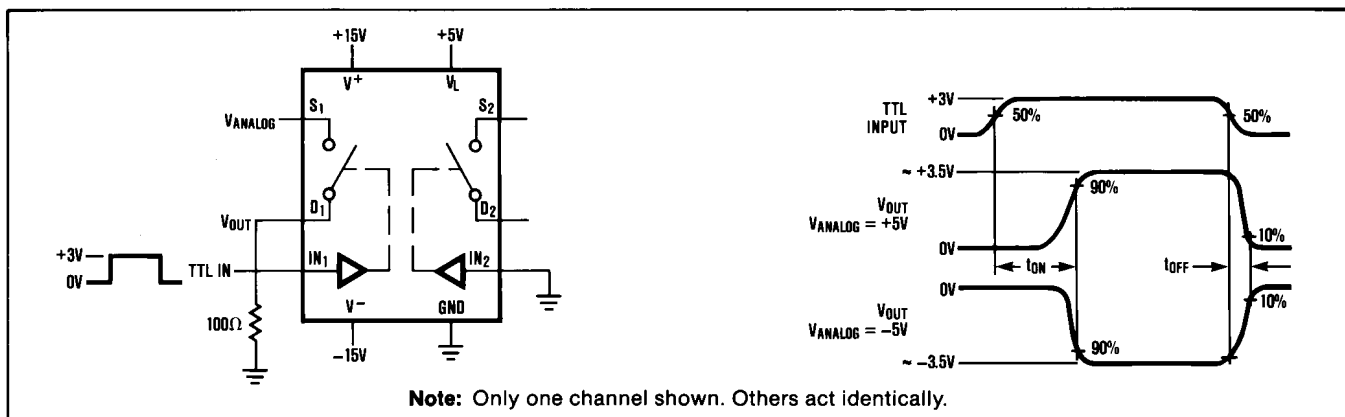 +15V
+5V
V+
VL
S1
S2
VANALOG
D1
D2
VOUT
+3V
0V
TTL IN
IN1
IN2
V−
GND
100Ω
−15V
+3V
TTL
INPUT
0V
50%
50%
≈ +3.5V
90%
VOUT
VANALOG = +5V
10%
0V
tON
tOFF
0V
10%
VOUT
VANALOG = −5V
90%
≈ −3.5V
Note: Only one channel shown. Others act identically.